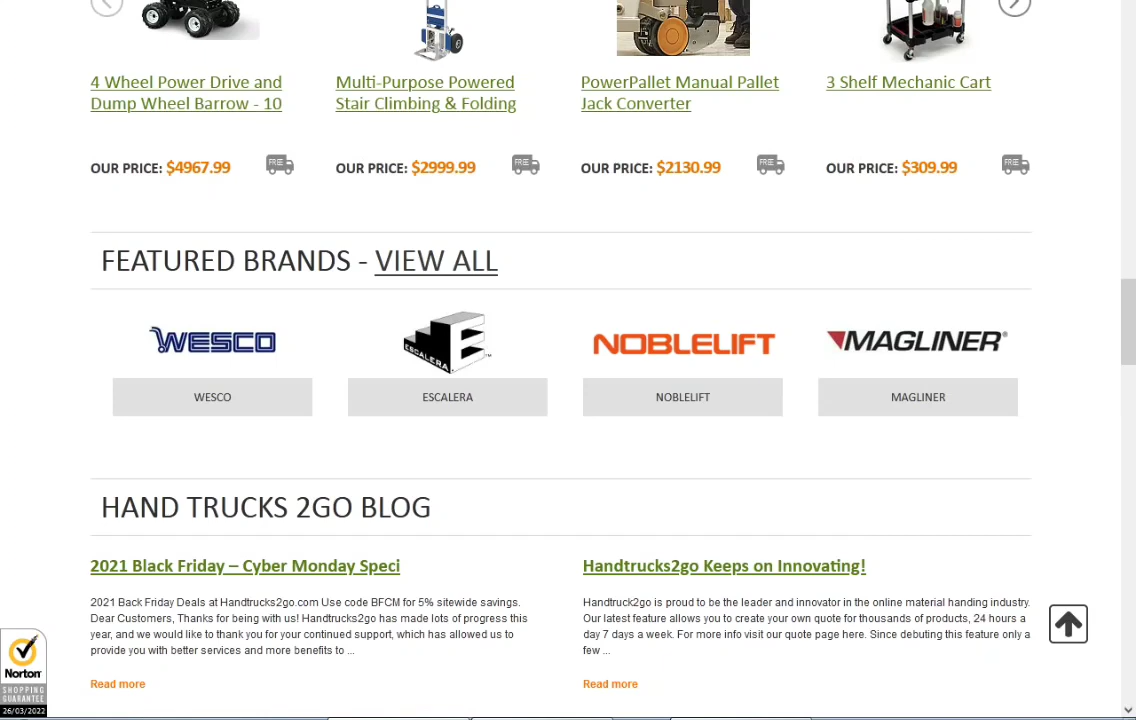 4 Wheel Power Drive and
Dump Wheel Barrow - 10
Multi-Purpose Powered
Stair Climbing & Folding
PowerPallet Manual Pallet
Jack Converter
3 Shelf Mechanic Cart
OUR PRICE: $4967.99
FREE
OUR PRICE: $2999.99
FREE
OUR PRICE: $2130.99
FREE
OUR PRICE: $309.99
FREE
FEATURED BRANDS - VIEW ALL
WESCO
ESCALERA
NOBLELIFT
MAGLINER
WESCO
ESCALERA
NOBLELIFT
MAGLINER
HAND TRUCKS 2GO BLOG
2021 Black Friday – Cyber Monday Speci
2021 Back Friday Deals at Handtrucks2go.com Use code BFCM for 5% sitewide savings.
Dear Customers, Thanks for being with us! Handtrucks2go has made lots of progress this
year, and we would like to thank you for your continued support, which has allowed us to
provide you with better services and more benefits to ...
Read more
Handtrucks2go Keeps on Innovating!
Handtruck2go is proud to be the leader and innovator in the online material handing industry.
Our latest feature allows you to create your own quote for thousands of products, 24 hours a
day 7 days a week. For more info visit our quote page here. Since debuting this feature only a
few ...
Read more
Norton
SHOPPING
GUARANTEE
26/03/2022